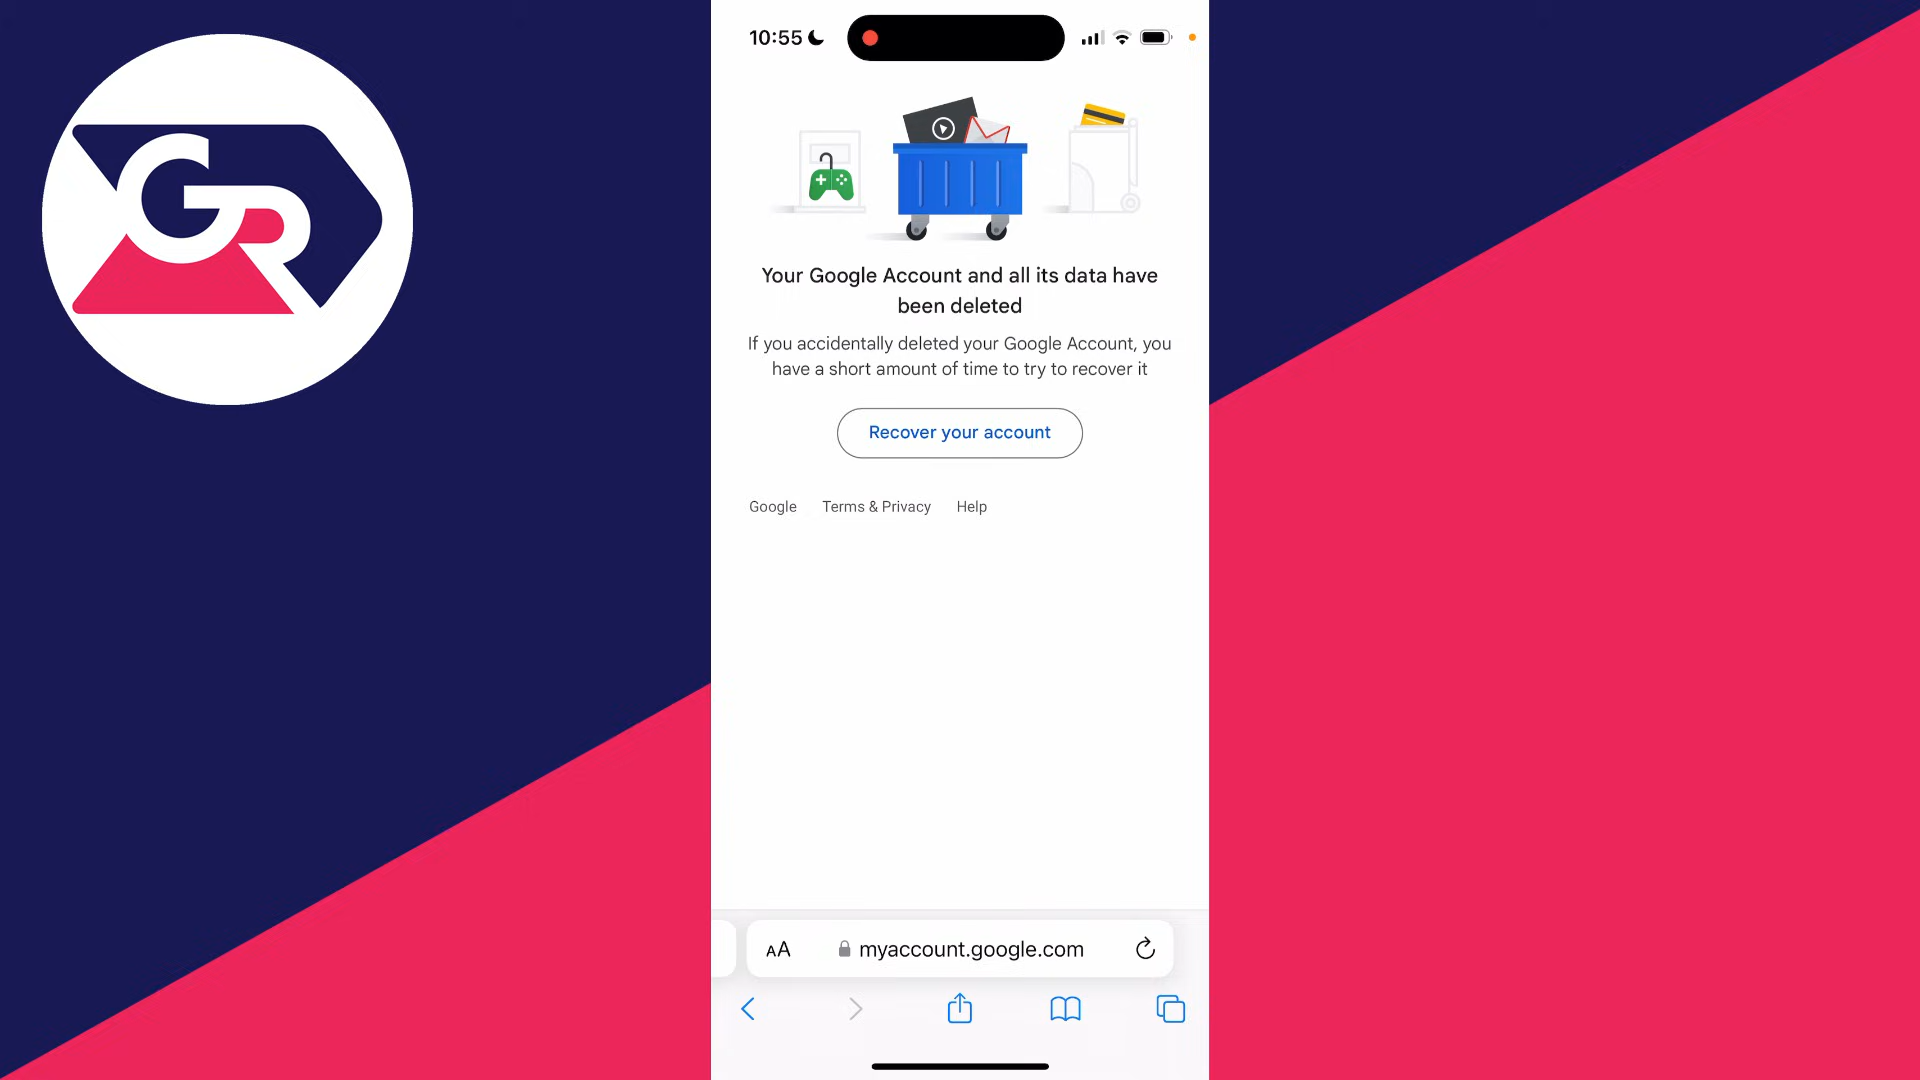 GR
10:55
Your Google Account and all its data have
been deleted
If you accidentally deleted your Google Account, you
have a short amount of time to try to recover it
Recover your account
Google Terms & Privacy Help
AA myaccount.google.com